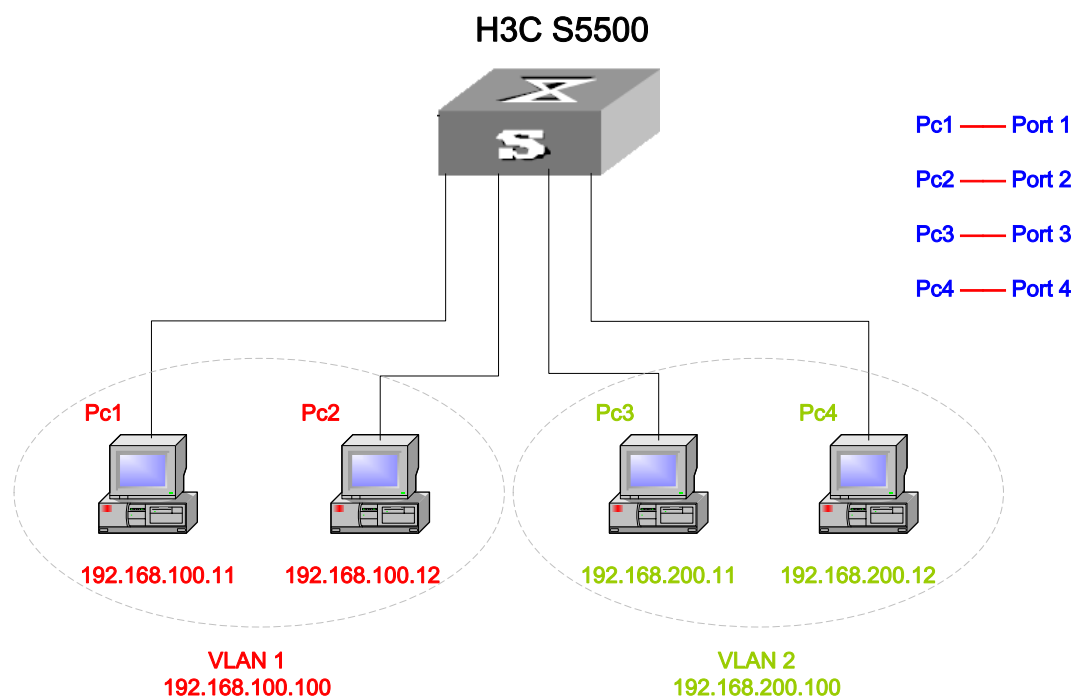 H3C S5500
S
Pc1 —— Port 1
Pc2 —— Port 2
Pc3 —— Port 3
Pc4 —— Port 4
Pc1
Pc2
Pc3
Pc4
192.168.100.11
192.168.100.12
192.168.200.11
192.168.200.12
VLAN 1
192.168.100.100
VLAN 2
192.168.200.100